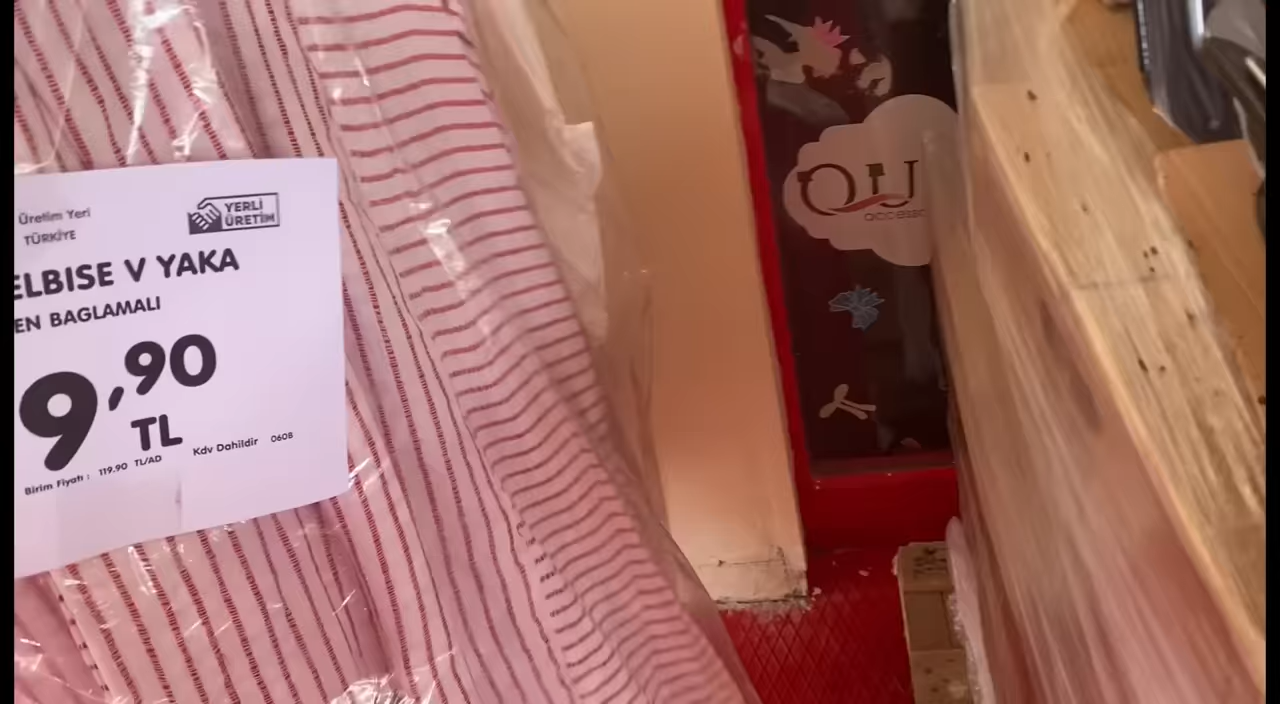 Üretim Yeri
TÜRKİYE
YERLİ
ÜRETİM
ELBISE V YAKA
EN BAGLAMALI
9,90
TL
Birim Fiyatı : 119.90 TL/AD
Kdv Dahildir 0608
QU